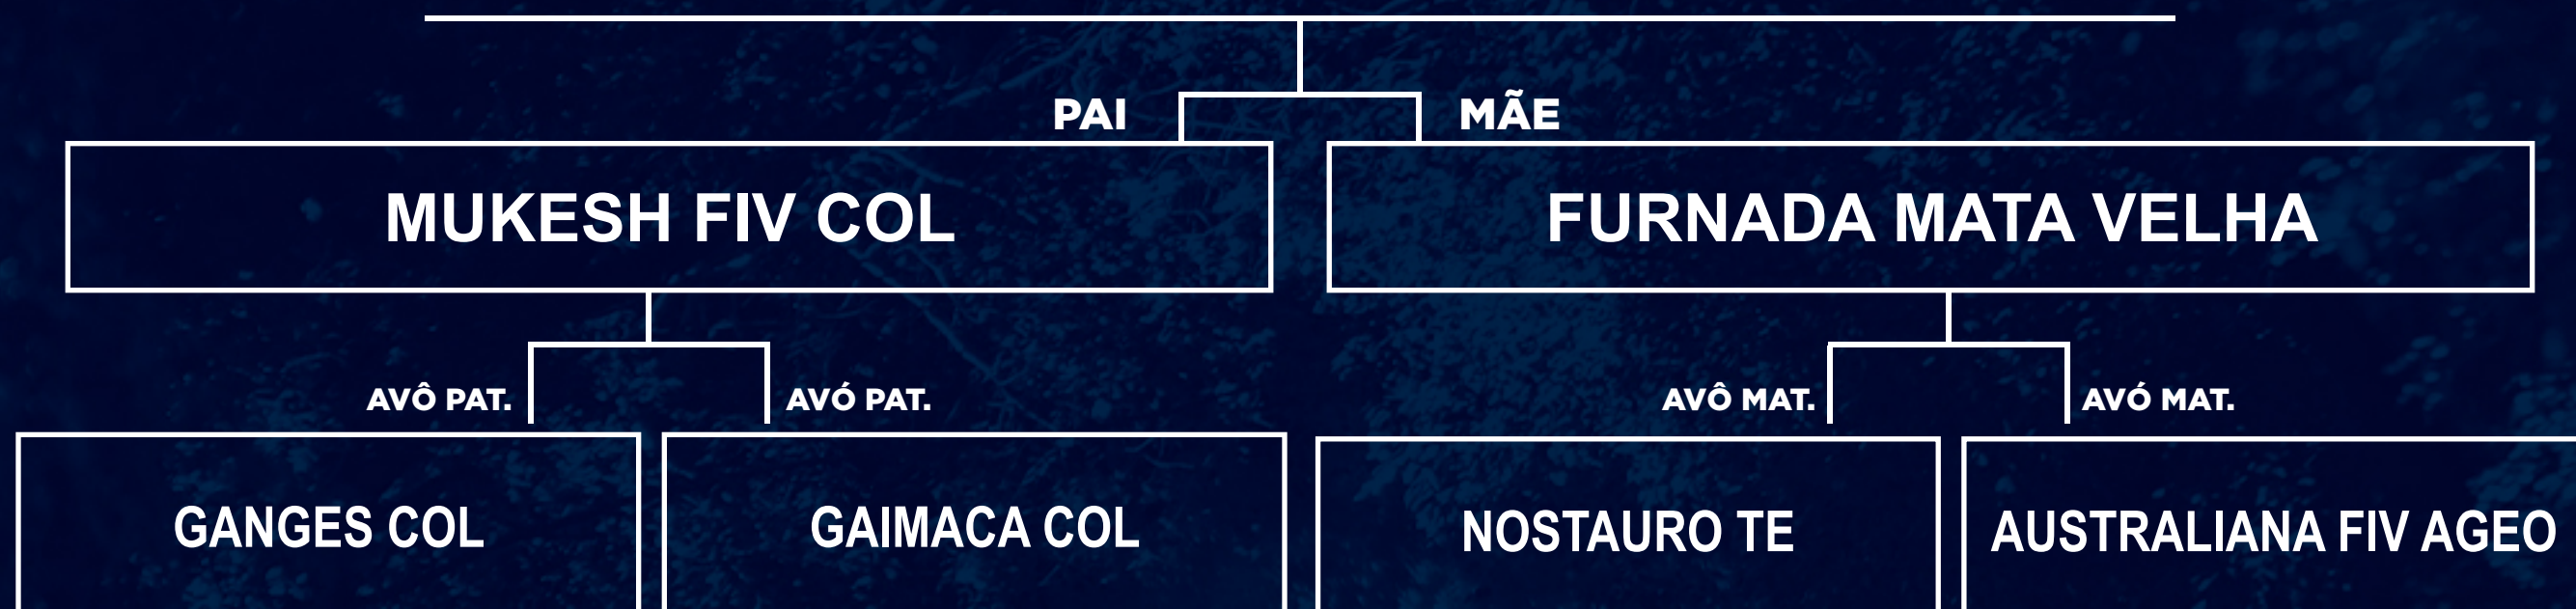 PAI
MÃE
MUKESH FIV COL
FURNADA MATA VELHA
AVÔ PAT.
AVÓ PAT.
AVÔ MAT.
AVÓ MAT.
GANGES COL
GAIMACA COL
NOSTAURO TE
AUSTRALIANA FIV AGEO